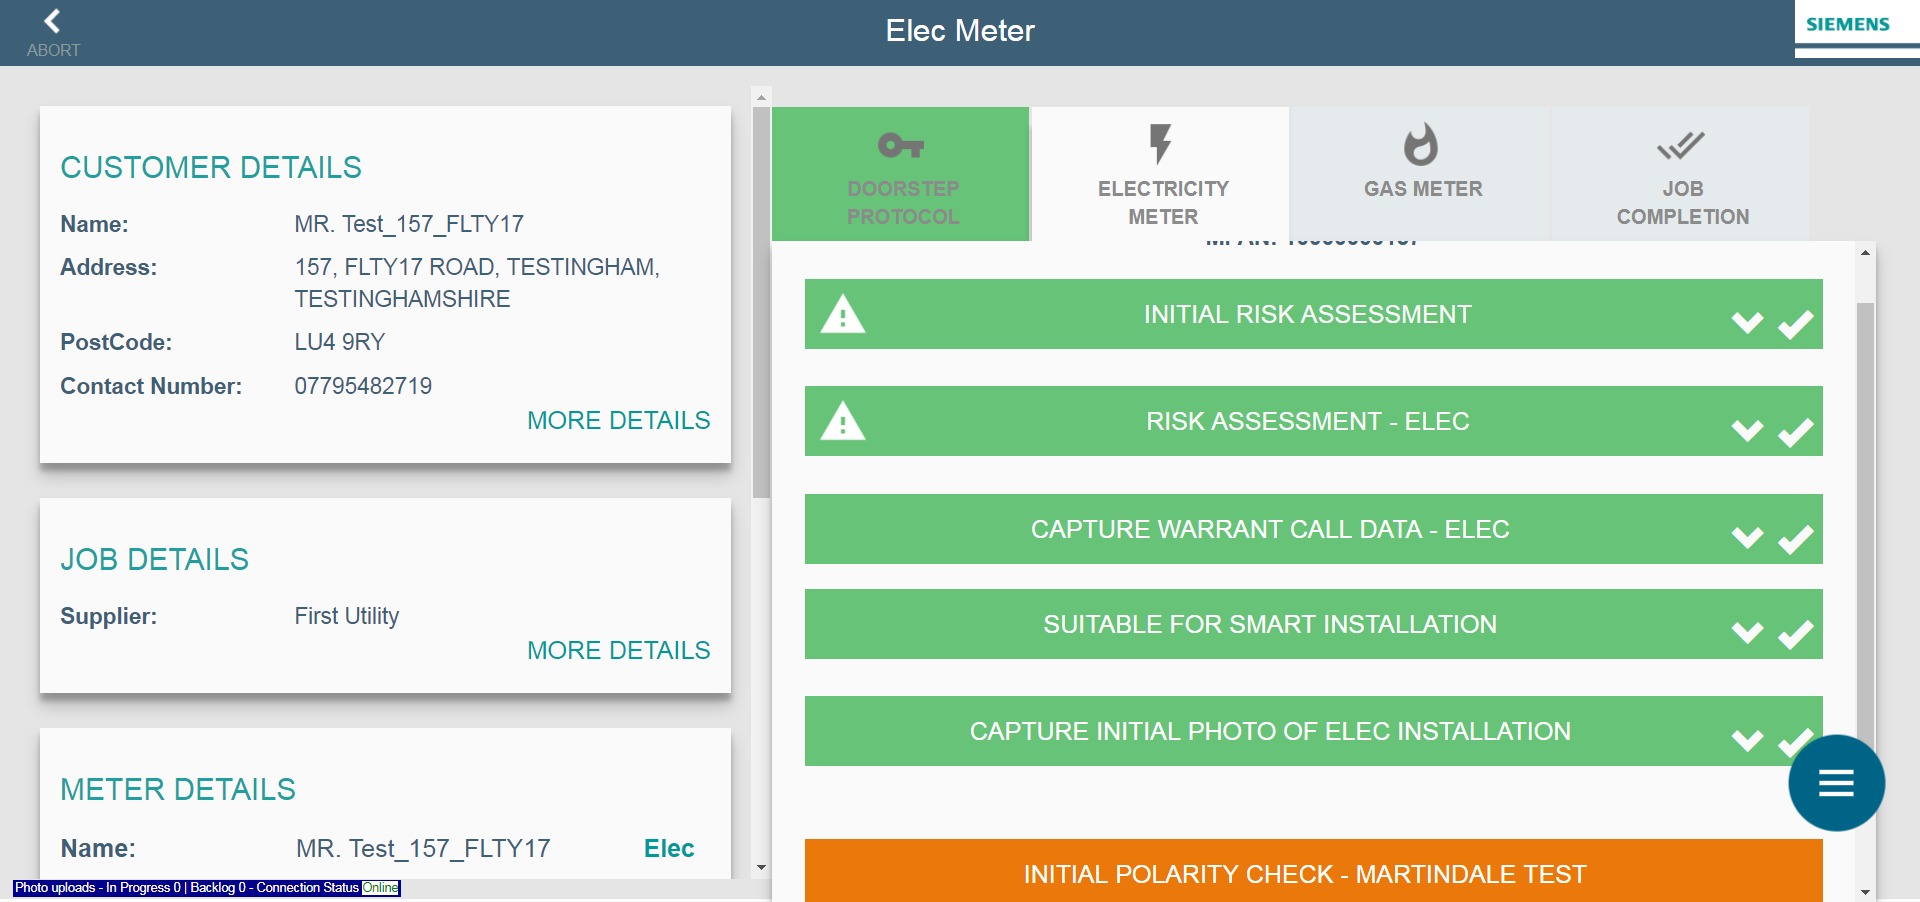 ABORT
Elec Meter
SIEMENS
CUSTOMER DETAILS
Name: MR. Test_157_FLTY17
Address: 157, FLTY17 ROAD, TESTINGHAM,
TESTINGHAMSHIRE
PostCode: LU4 9RY
Contact Number: 07795482719
MORE DETAILS
JOB DETAILS
Supplier: First Utility
MORE DETAILS
METER DETAILS
Name: MR. Test_157_FLTY17 Elec
Photo uploads - In Progress 0 | Backlog 0 - Connection Status Online
DOORSTEP
PROTOCOL
ELECTRICITY
METER
GAS METER
JOB
COMPLETION
INITIAL RISK ASSESSMENT
RISK ASSESSMENT - ELEC
CAPTURE WARRANT CALL DATA - ELEC
SUITABLE FOR SMART INSTALLATION
CAPTURE INITIAL PHOTO OF ELEC INSTALLATION
INITIAL POLARITY CHECK - MARTINDALE TEST